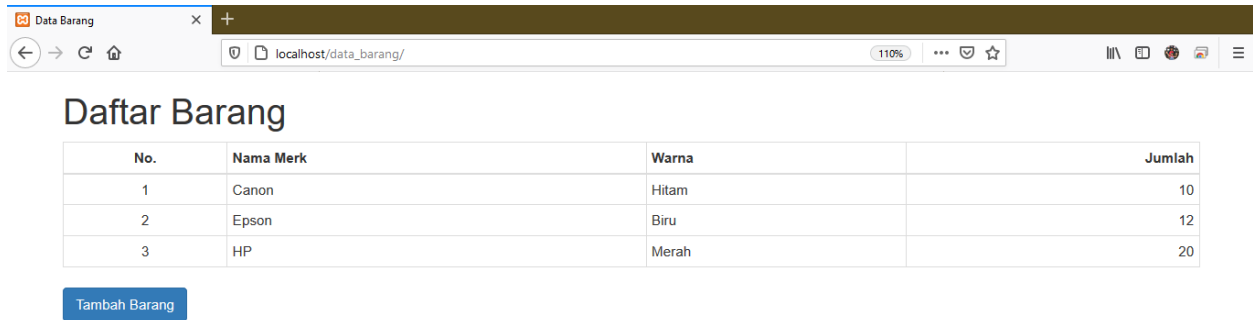 Data Barang
localhost/data_barang/
110%
Daftar Barang
No. Nama Merk Warna Jumlah
1 Canon Hitam 10
2 Epson Biru 12
3 HP Merah 20
Tambah Barang